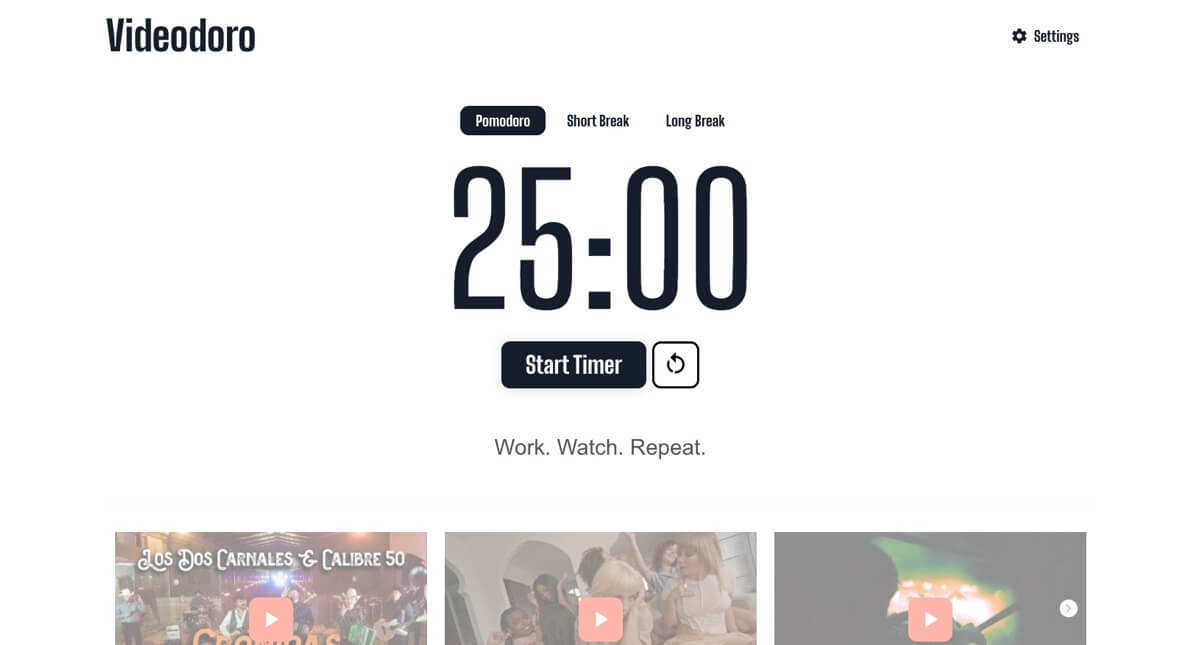 Videodoro
Settings
Pomodoro Short Break Long Break
25:00
Start Timer
Work. Watch. Repeat.
Los Dos Carnales & Calibre 50
Crónicas